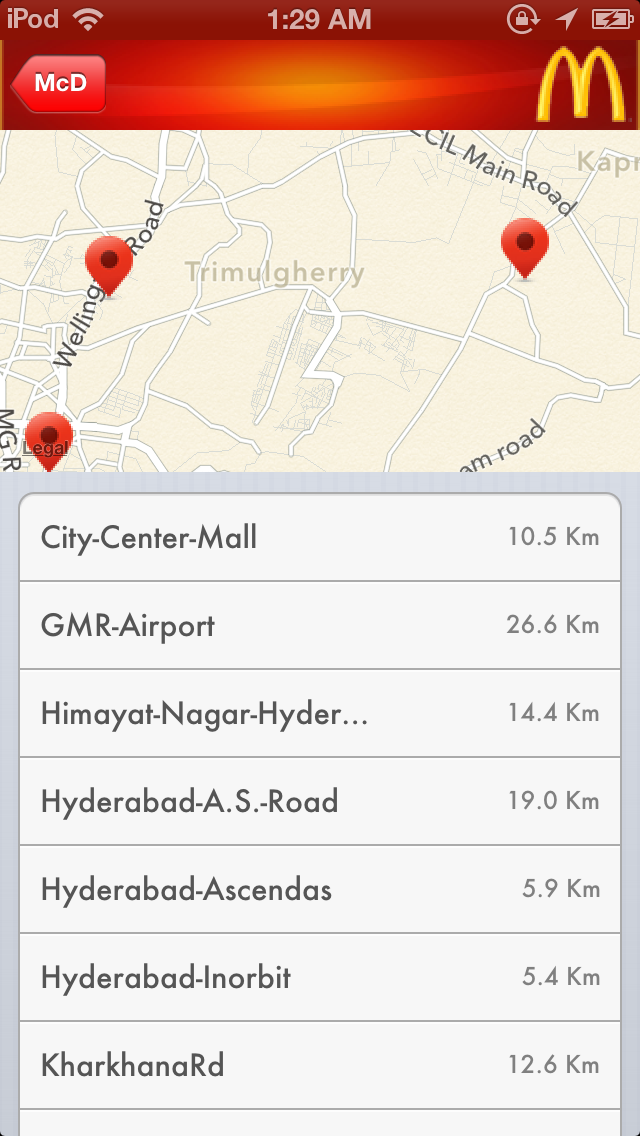 iPod 1:29 AM
McD
ECIL Main Road
Kapr
Wellington Road
Trimulgherry
MG R
Legal
am road
City-Center-Mall 10.5 Km
GMR-Airport 26.6 Km
Himayat-Nagar-Hyder... 14.4 Km
Hyderabad-A.S.-Road 19.0 Km
Hyderabad-Ascendas 5.9 Km
Hyderabad-Inorbit 5.4 Km
KharkhanaRd 12.6 Km